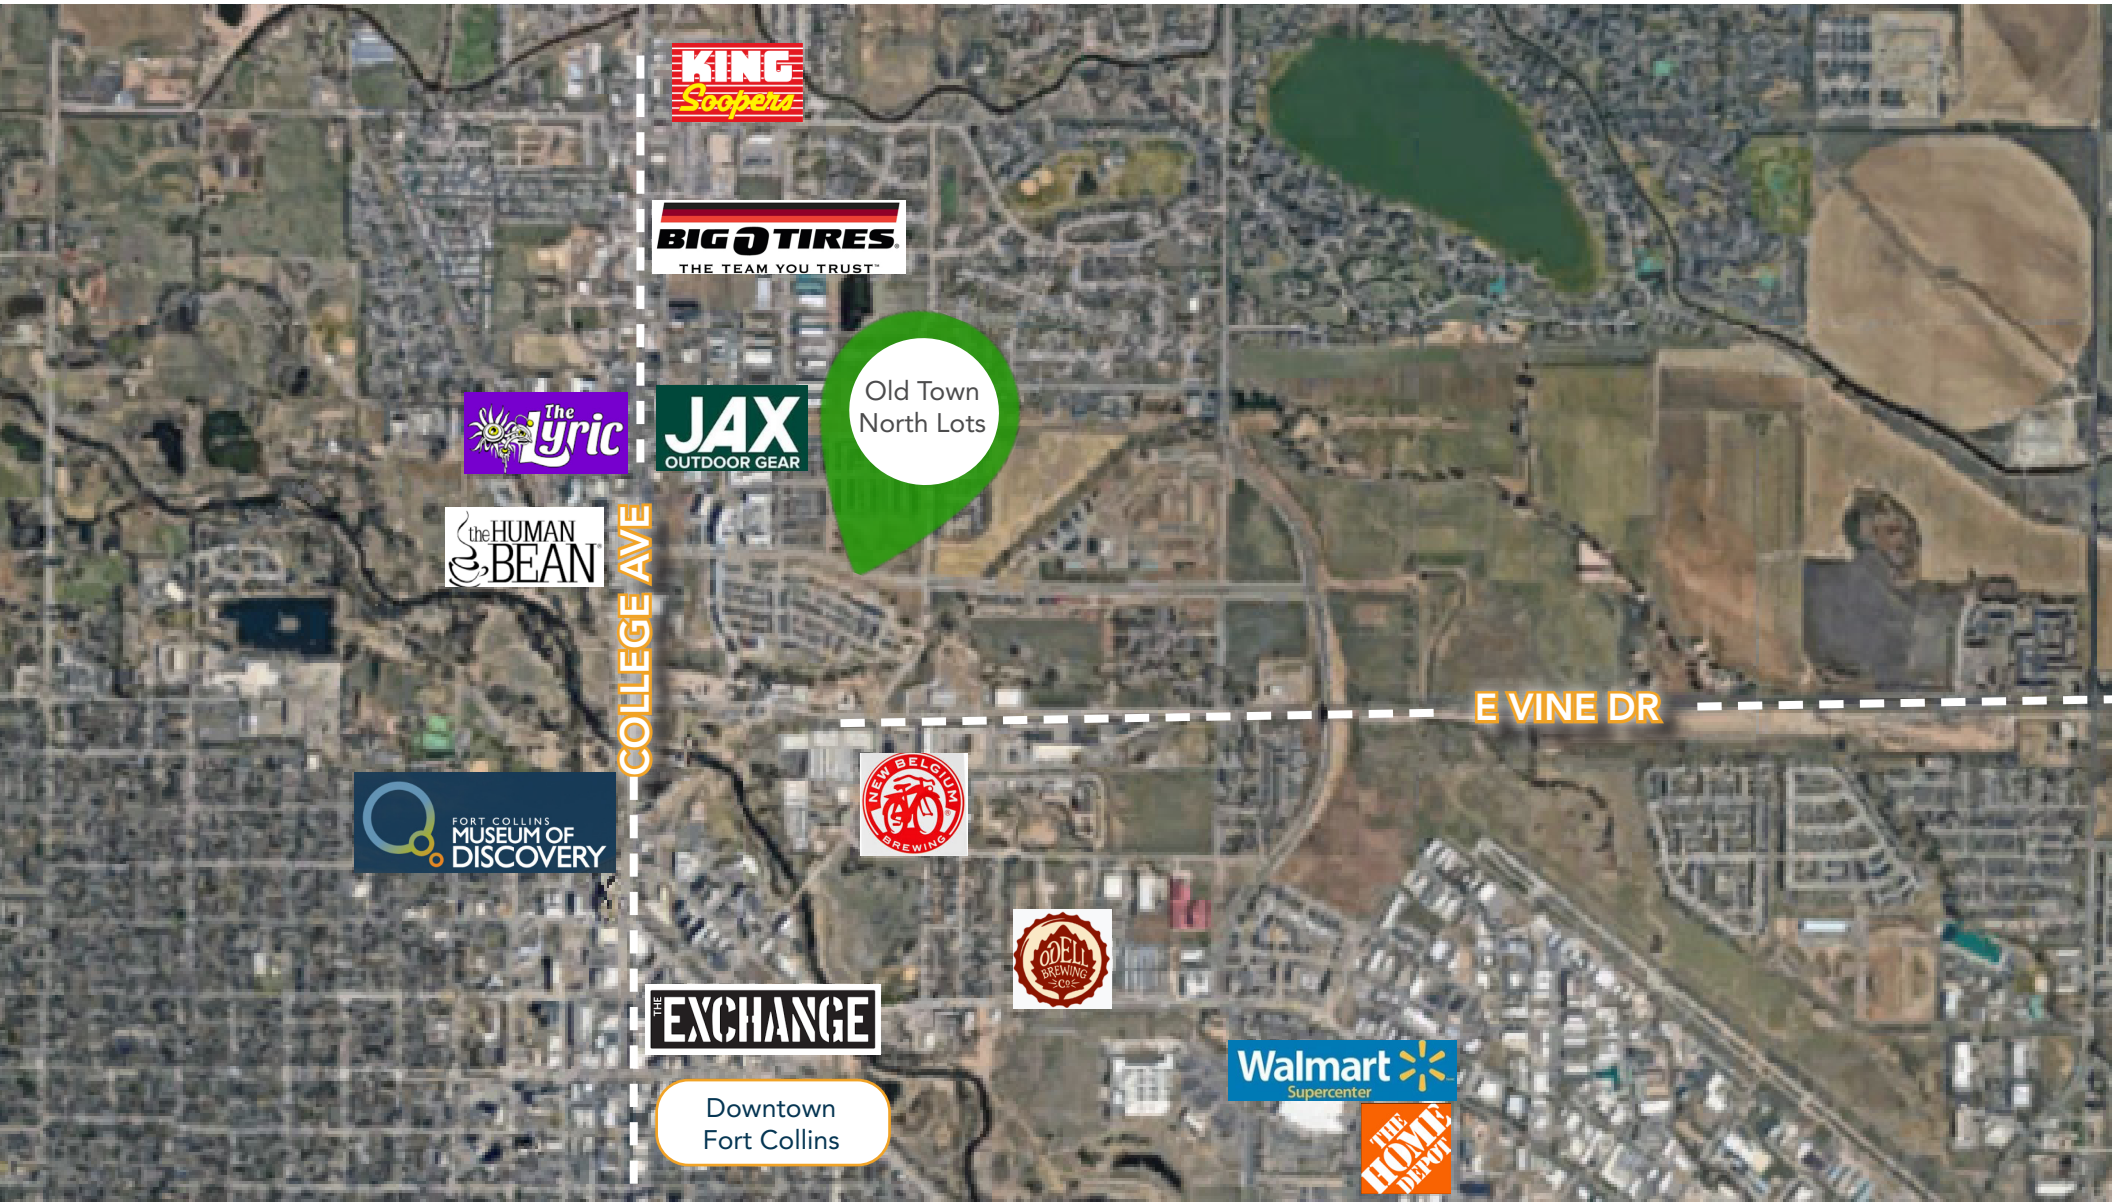 KING
Soopers
BIG O TIRES
THE TEAM YOU TRUST™
Old Town
North Lots
The
Lyric
JAX
OUTDOOR GEAR
the HUMAN
BEAN
COLLEGE AVE
E VINE DR
NEW BELGIUM
BREWING
FORT COLLINS
MUSEUM OF
DISCOVERY
ODELL
BREWING
CO
THE EXCHANGE
Walmart
Supercenter
Downtown
Fort Collins
THE
HOME
DEPOT